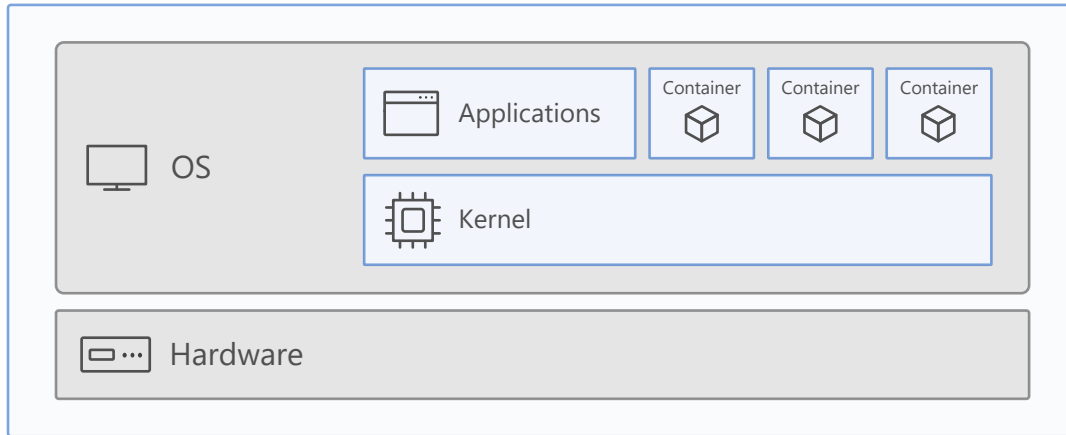 Applications
Container
Container
Container
OS
Kernel
Hardware